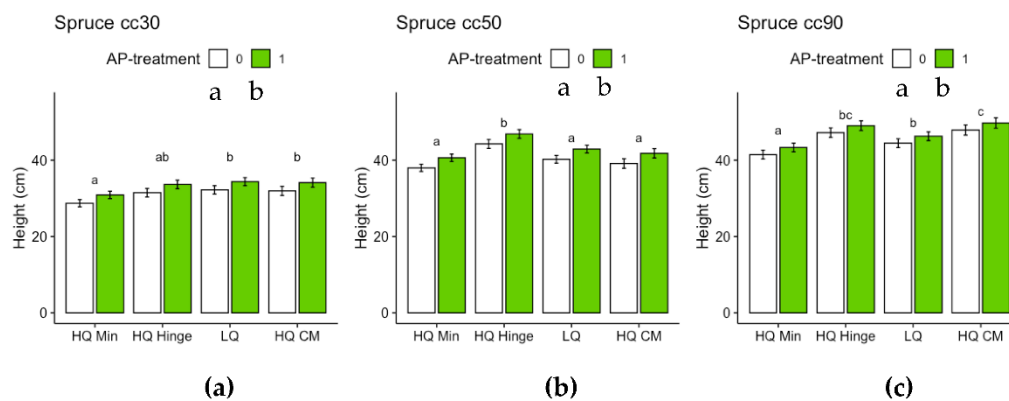 Spruce cc30
AP-treatment 0 1
a b
a ab b b
Height (cm)
40
20
0
HQ Min HQ Hinge LQ HQ CM
(a)
Spruce cc50
AP-treatment 0 1
a b
a b a a
Height (cm)
40
20
0
HQ Min HQ Hinge LQ HQ CM
(b)
Spruce cc90
AP-treatment 0 1
a b
a bc b c
Height (cm)
40
20
0
HQ Min HQ Hinge LQ HQ CM
(c)